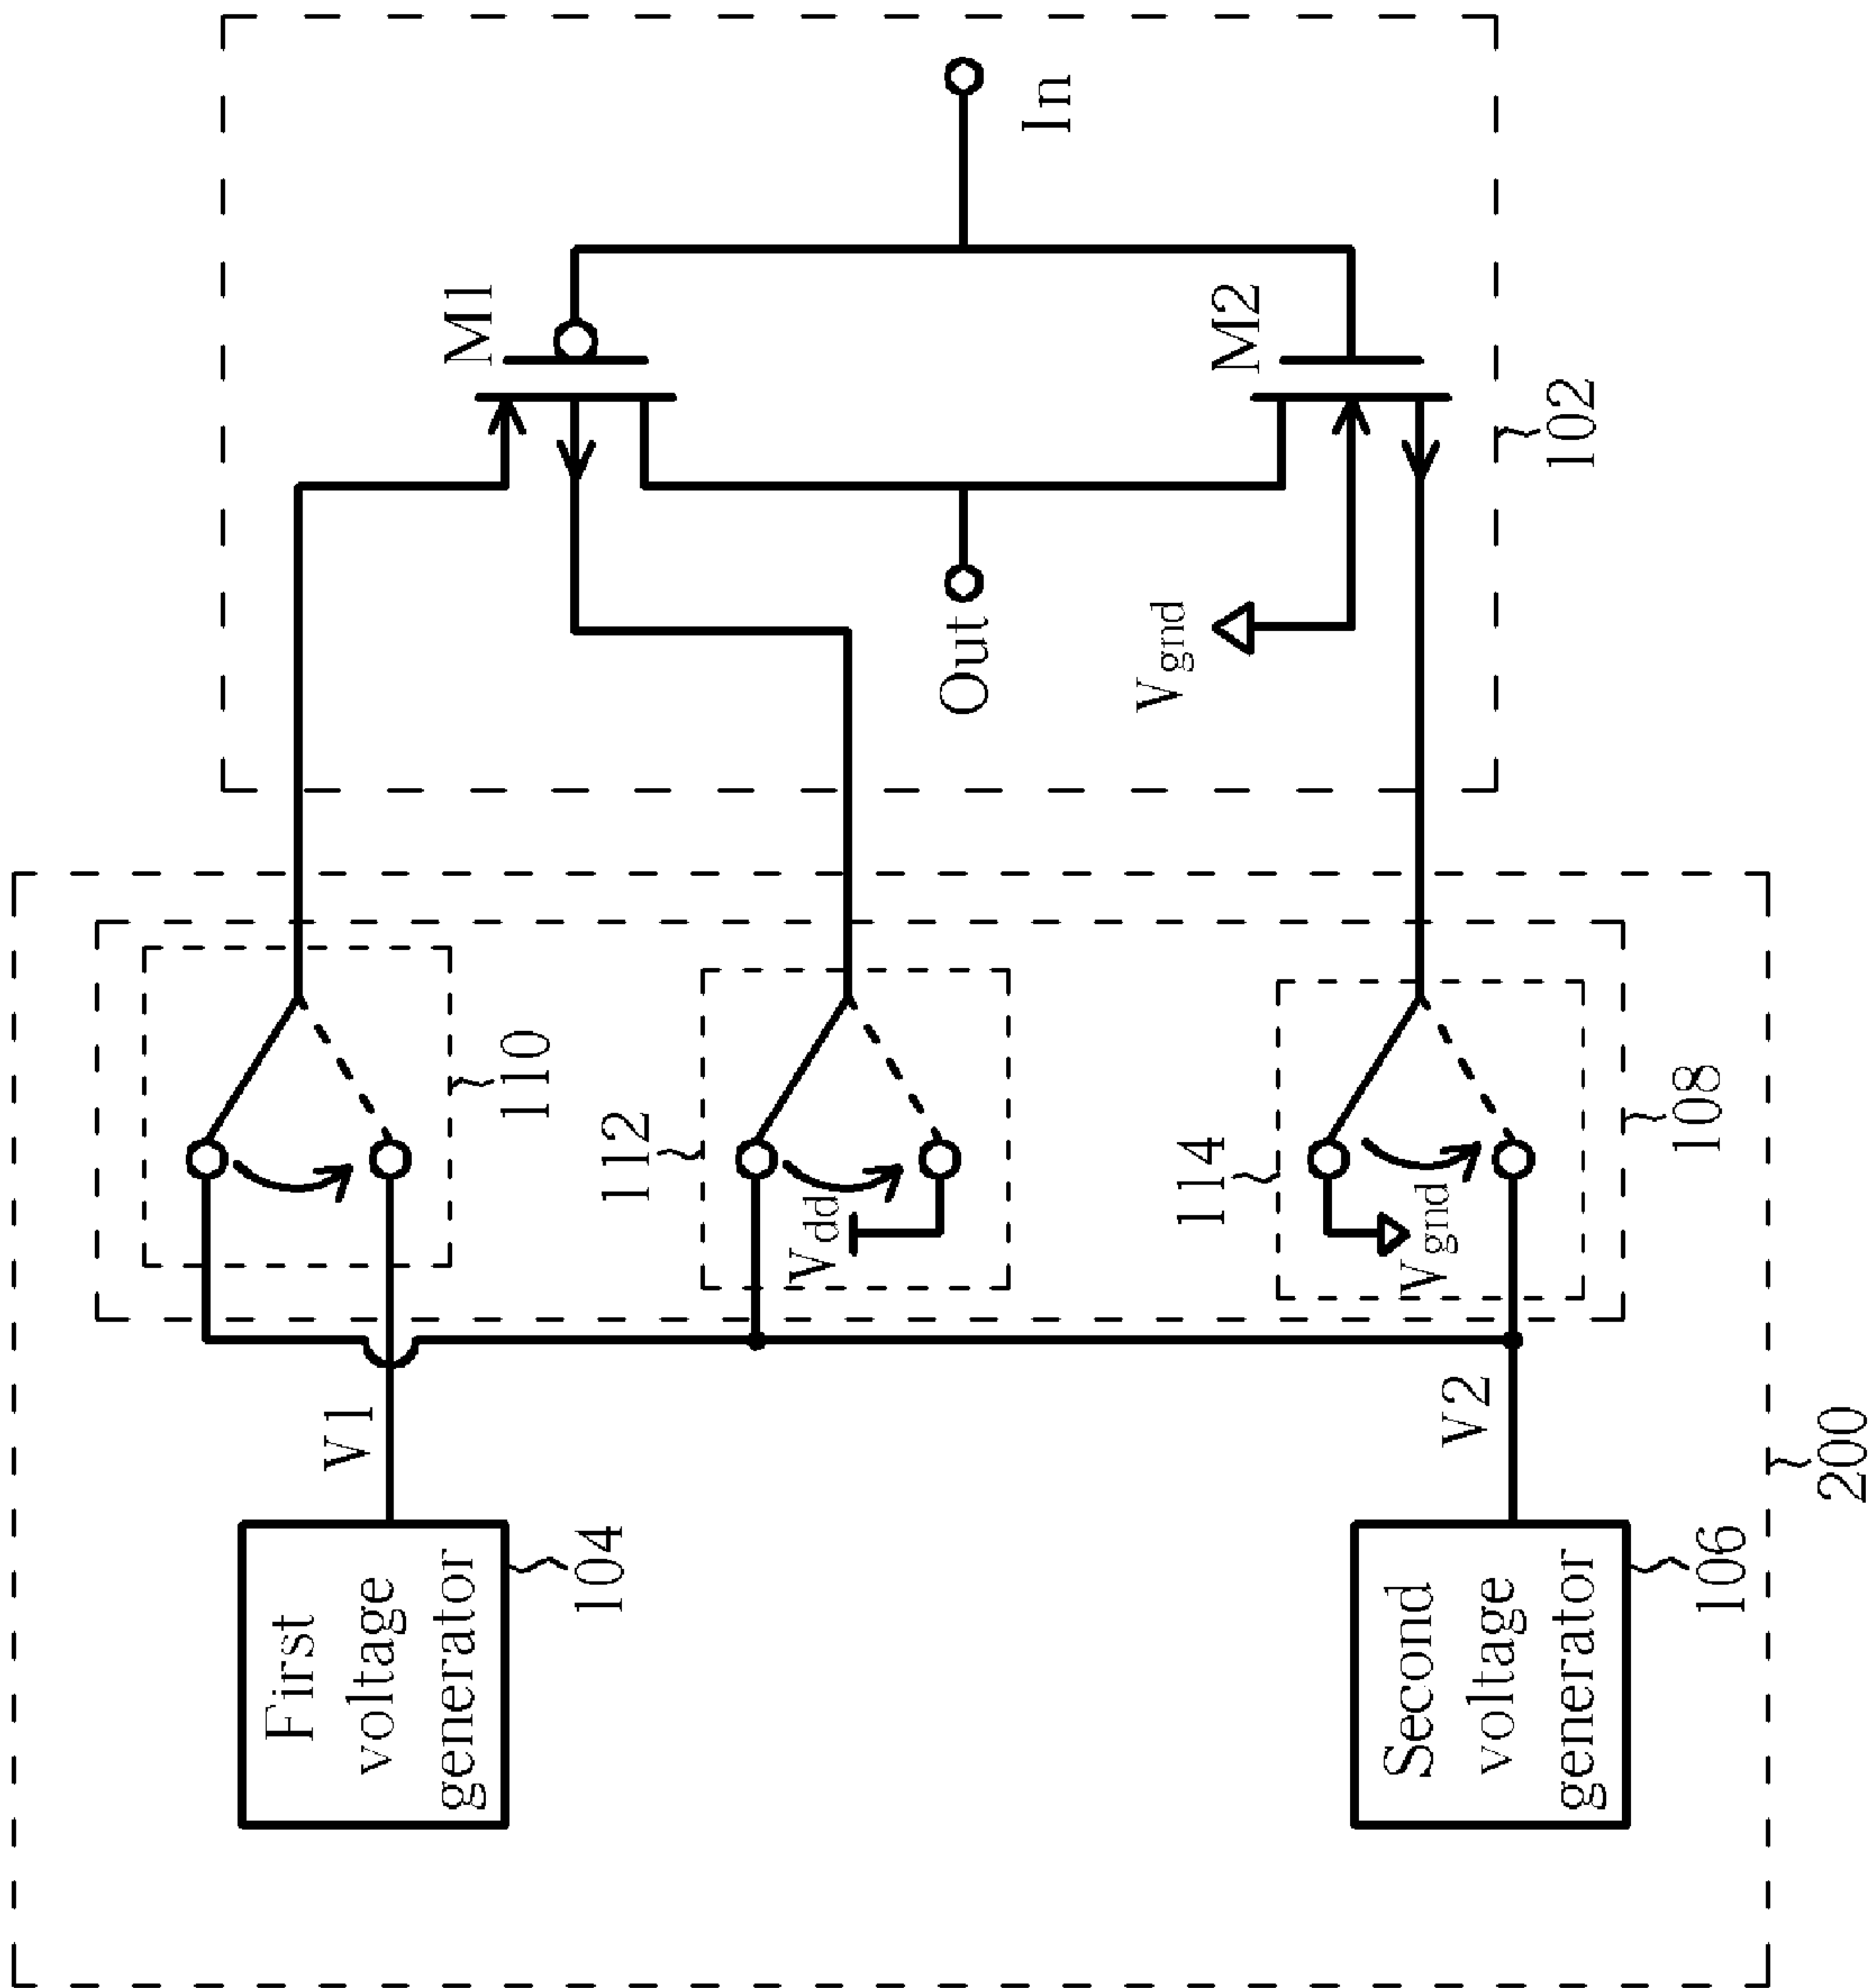 First
voltage
generator
104
V1
Second
voltage
generator
106
V2
200
110
112
Vdd
114
Vgnd
108
M1
M2
In
Out
Vgnd
102